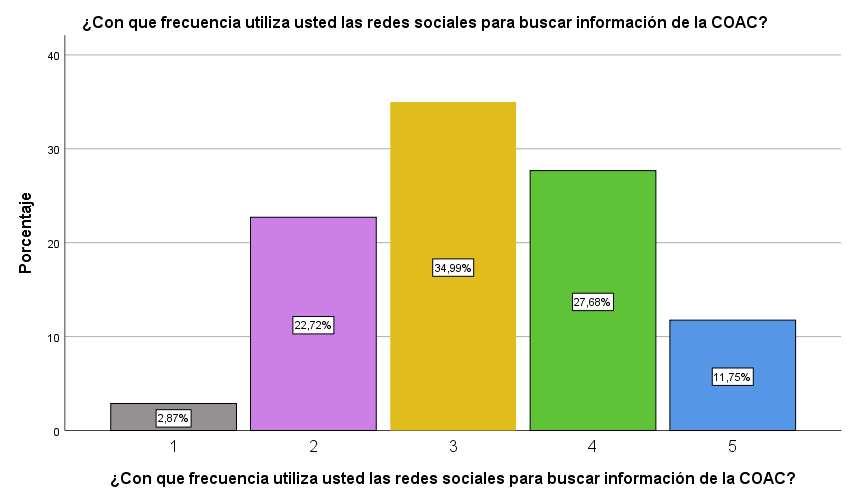 ¿Con que frecuencia utiliza usted las redes sociales para buscar información de la COAC?
40
30
20
10
0
Porcentaje
2,87%
22,72%
34,99%
27,68%
11,75%
1 2 3 4 5
¿Con que frecuencia utiliza usted las redes sociales para buscar información de la COAC?